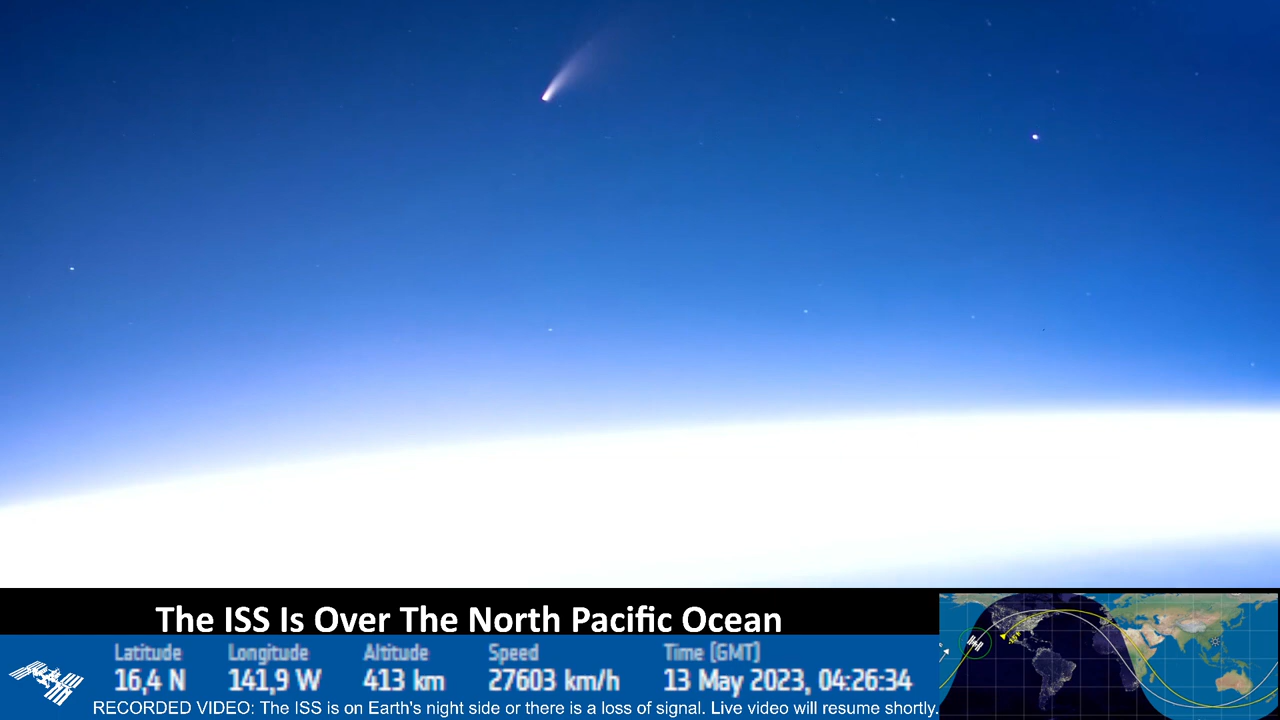 The ISS Is Over The North Pacific Ocean
Latitude Longitude Altitude Speed Time (GMT)
16,4 N 141,9 W 413 km 27603 km/h 13 May 2023, 04:26:34
RECORDED VIDEO: The ISS is on Earth's night side or there is a loss of signal. Live video will resume shortly.